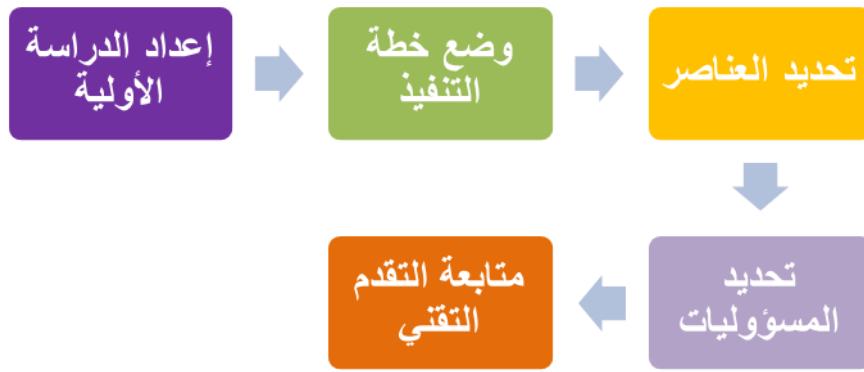 إعداد الدراسة
الأولية
وضع خطة
التنفيذ
تحديد العناصر
تحديد
المسؤوليات
متابعة التقدم
التقني